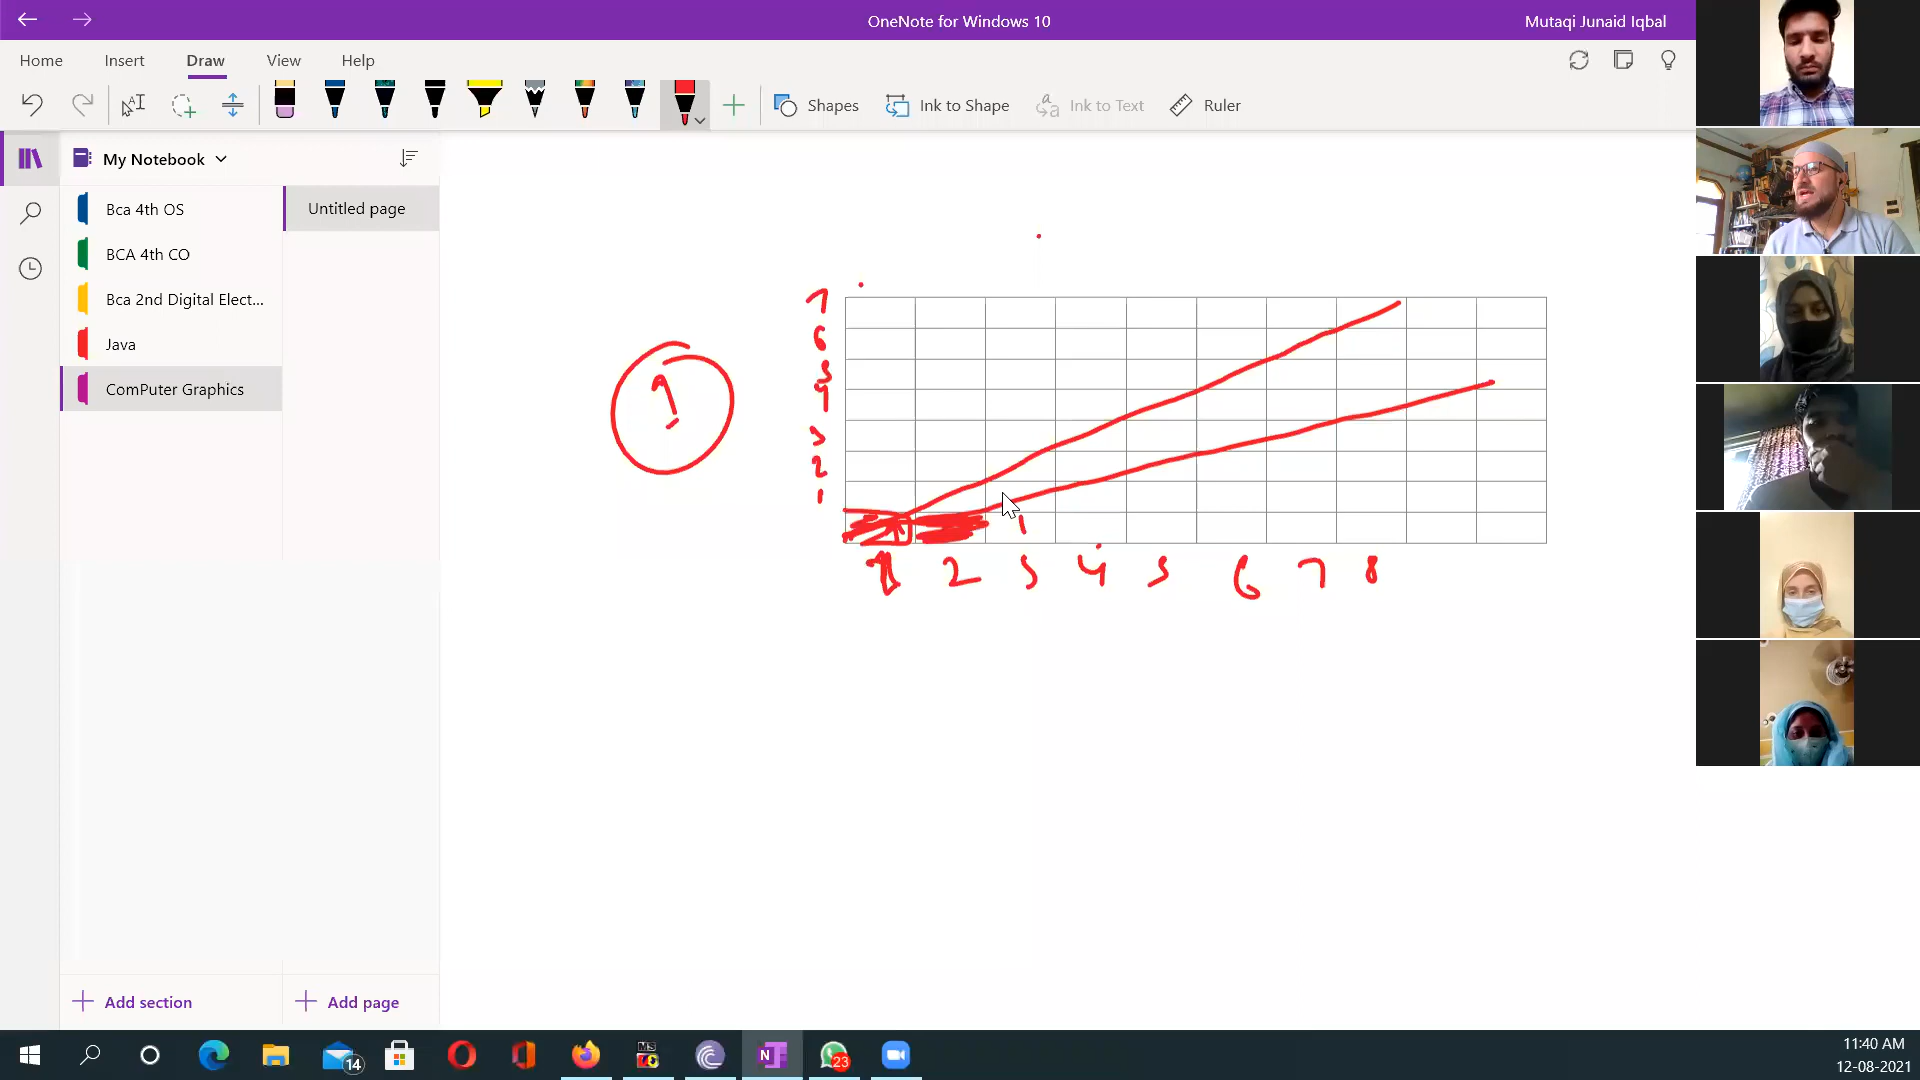 OneNote for Windows 10
Mutaqi Junaid Iqbal
Home Insert Draw View Help
Shapes Ink to Shape Ink to Text Ruler
My Notebook
Bca 4th OS
Untitled page
BCA 4th CO
Bca 2nd Digital Elect...
Java
ComPuter Graphics
7
6
5
4
3
2
1
1
1
2 3 4 5 6 7 8
Add section
Add page
14
23
11:40 AM
12-08-2021